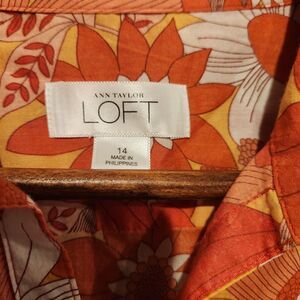 ANN TAYLOR
LOFT
14
MADE IN
PHILIPPINES